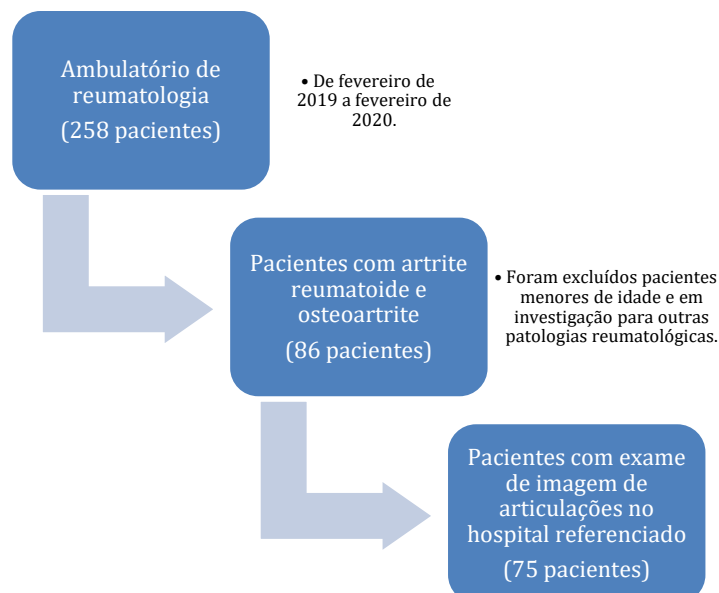 Ambulatório de
reumatologia
(258 pacientes)
• De fevereiro de
2019 a fevereiro de
2020.
Pacientes com artrite
reumatoide e
osteoartrite
(86 pacientes)
• Foram excluídos pacientes
menores de idade e em
investigação para outras
patologias reumatológicas.
Pacientes com exame
de imagem de
articulações no
hospital referenciado
(75 pacientes)